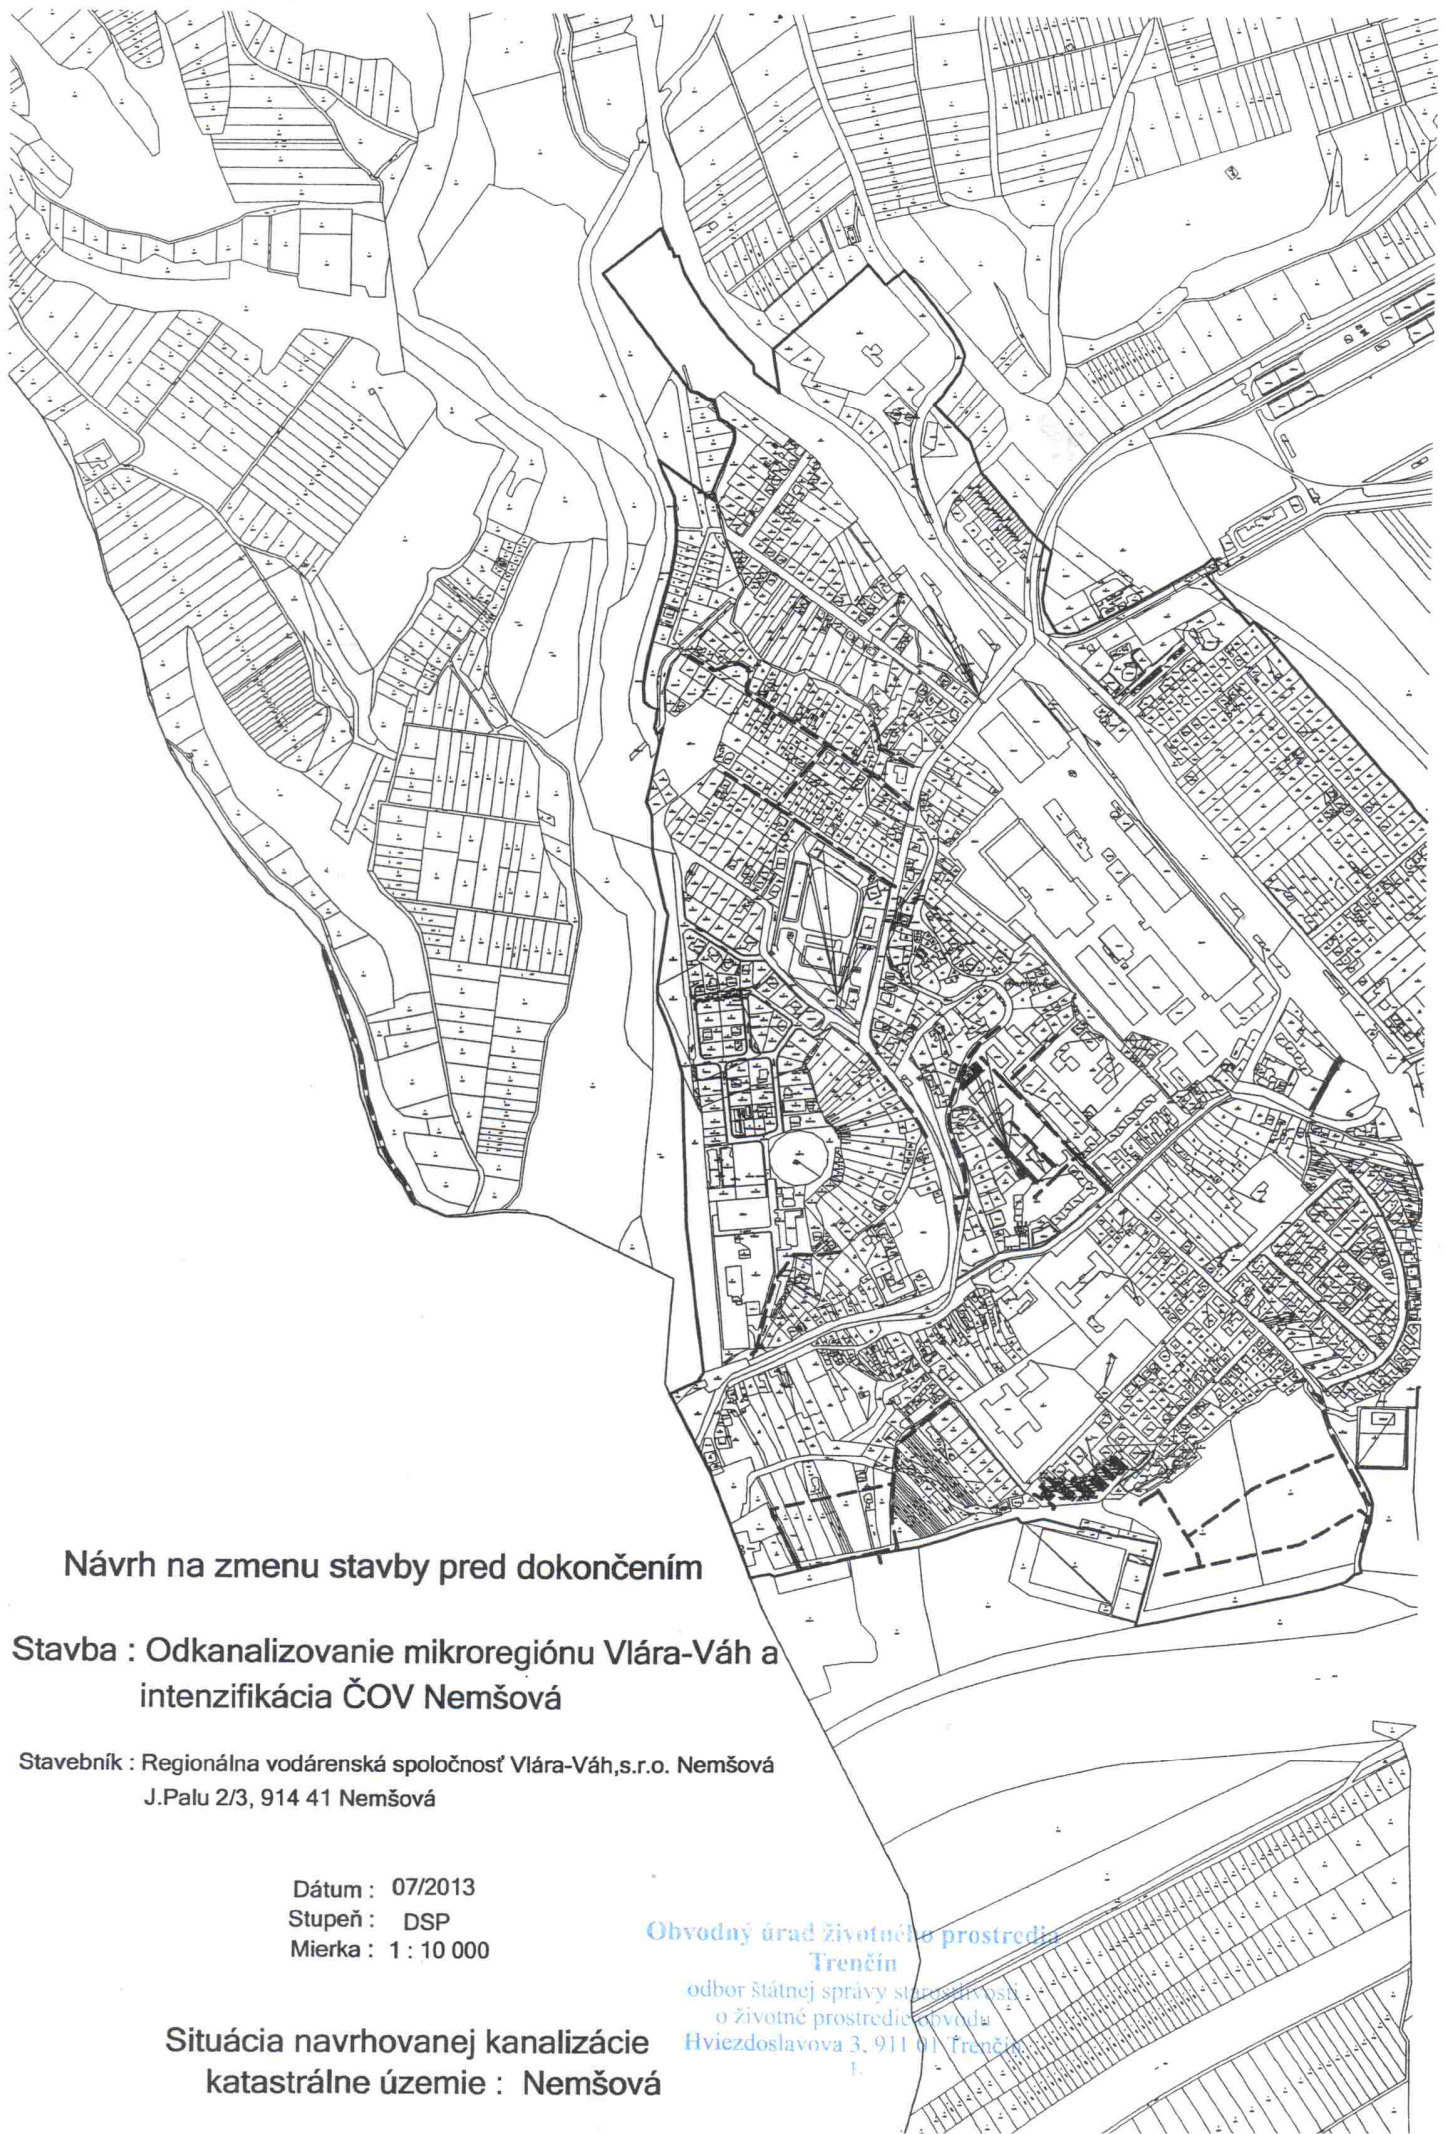 Návrh na zmenu stavby pred dokončením
Stavba : Odkanalizovanie mikroregiónu Vlára-Váh a
intenzifikácia ČOV Nemšová
Stavebník : Regionálna vodárenská spoločnosť Vlára-Váh,s.r.o. Nemšová
J.Palu 2/3, 914 41 Nemšová
Dátum : 07/2013
Stupeň : DSP
Mierka : 1 : 10 000
Obvodný úrad životného prostredia
Trenčín
odbor štátnej správy starostlivosti
o životné prostredie obvodu
Hviezdoslavova 3, 911 01 Trenčín
1.
Situácia navrhovanej kanalizácie
katastrálne územie : Nemšová